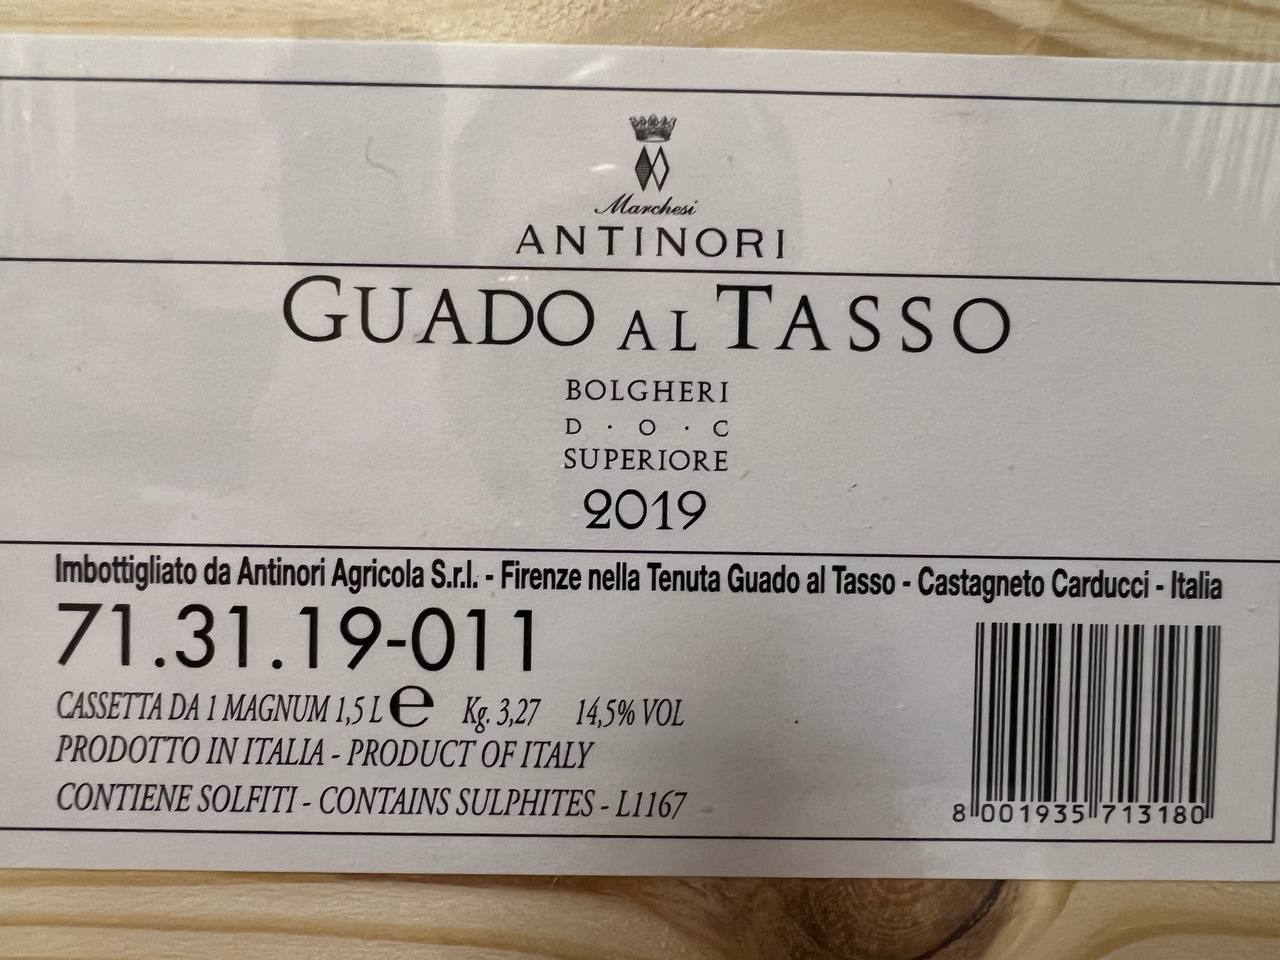 Marchesi
ANTINORI
GUADO AL TASSO
BOLGHERI
D · O · C
SUPERIORE
2019
Imbottigliato da Antinori Agricola S.r.l. - Firenze nella Tenuta Guado al Tasso - Castagneto Carducci - Italia
71.31.19-011
CASSETTA DA 1 MAGNUM 1,5 L e Kg. 3,27 14,5% VOL
PRODOTTO IN ITALIA - PRODUCT OF ITALY
CONTIENE SOLFITI - CONTAINS SULPHITES - L1167
8 001935 713180